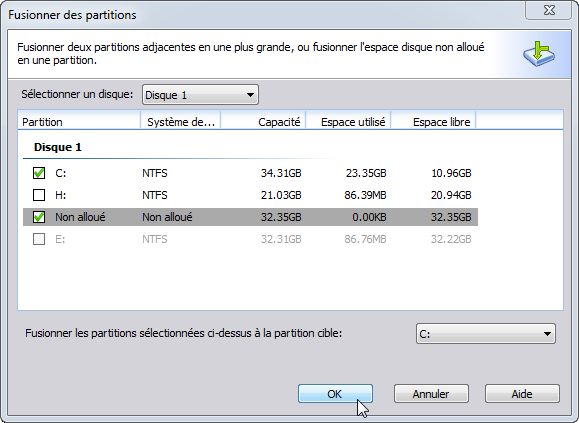 Fusionner des partitions
Fusionner deux partitions adjacentes en une plus grande, ou fusionner l'espace disque non alloué
en une partition.
Sélectionner un disque: Disque 1
Partition Système de... Capacité Espace utilisé Espace libre
Disque 1
C: NTFS 34.31GB 23.35GB 10.96GB
H: NTFS 21.03GB 86.39MB 20.94GB
Non alloué Non alloué 32.35GB 0.00KB 32.35GB
E: NTFS 32.31GB 86.76MB 32.22GB
Fusionner les partitions sélectionnées ci-dessus à la partition cible: C:
OK Annuler Aide